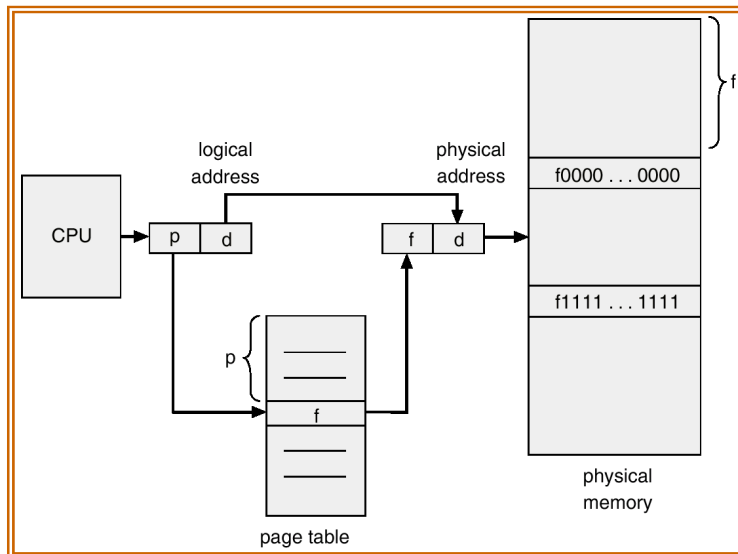 f
logical
address
physical
address
f0000 . . . 0000
CPU
p d
f d
f1111 . . . 1111
p
f
physical
memory
page table